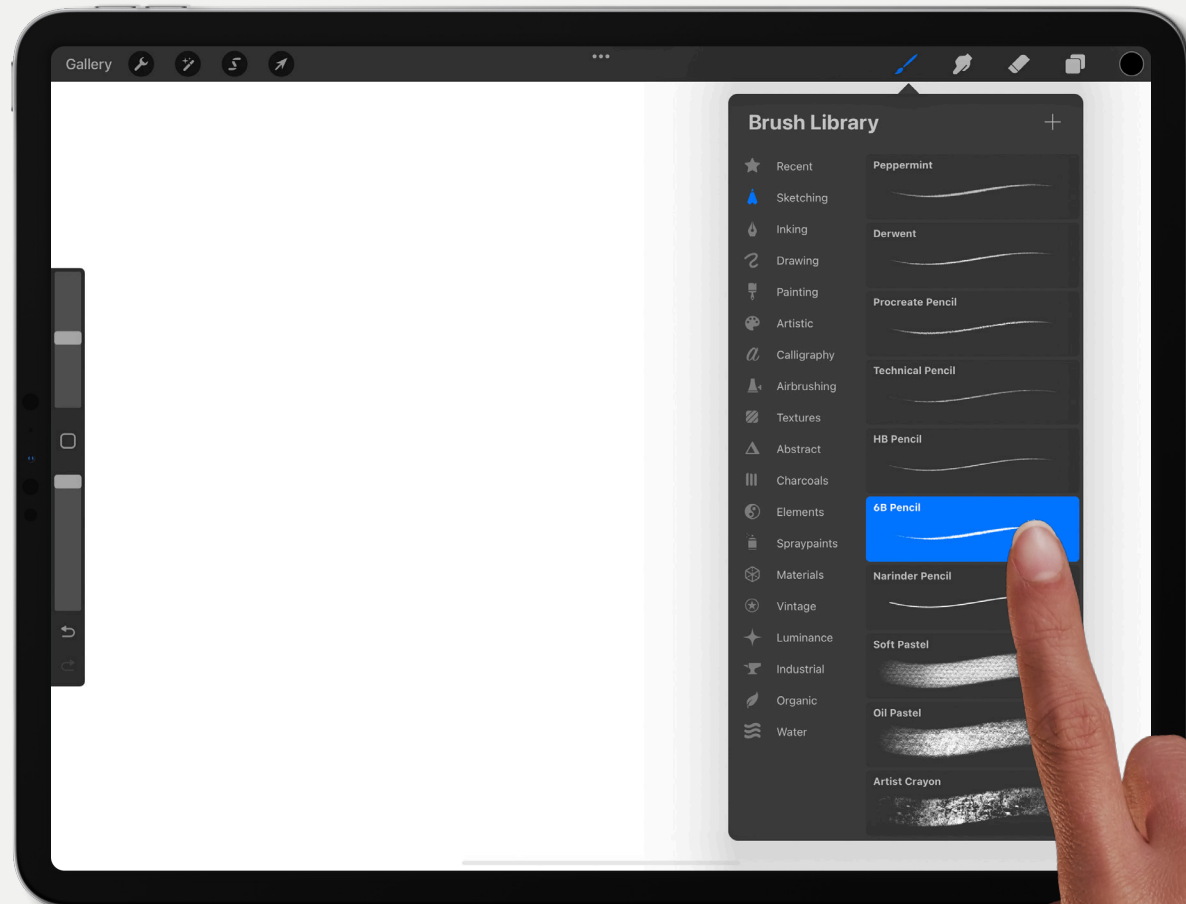 Gallery
Brush Library
Recent
Sketching
Inking
Drawing
Painting
Artistic
Calligraphy
Airbrushing
Textures
Abstract
Charcoals
Elements
Spraypaints
Materials
Vintage
Luminance
Industrial
Organic
Water
Peppermint
Derwent
Procreate Pencil
Technical Pencil
HB Pencil
6B Pencil
Narinder Pencil
Soft Pastel
Oil Pastel
Artist Crayon